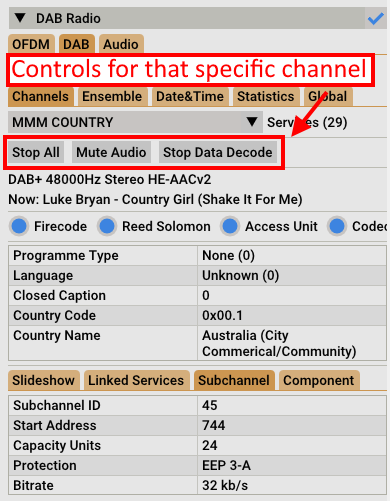 DAB Radio
OFDM DAB Audio
Controls for that specific channel
Channels Ensemble Date&Time Statistics Global
MMM COUNTRY Services (29)
Stop All Mute Audio Stop Data Decode
DAB+ 48000Hz Stereo HE-AACv2
Now: Luke Bryan - Country Girl (Shake It For Me)
Firecode Reed Solomon Access Unit Codec
Programme Type None (0)
Language Unknown (0)
Closed Caption 0
Country Code 0x00.1
Country Name Australia (City
Commerical/Community)
Slideshow Linked Services Subchannel Component
Subchannel ID 45
Start Address 744
Capacity Units 24
Protection EEP 3-A
Bitrate 32 kb/s